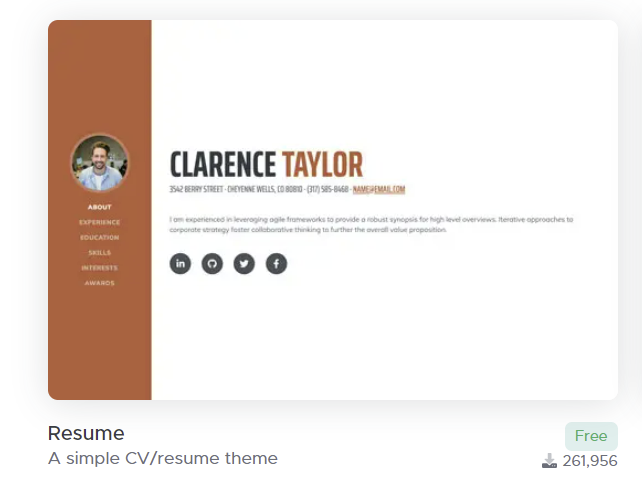 CLARENCE TAYLOR
3542 BERRY STREET · CHEYENNE WELLS, CO 80810 · (317) 585-8468 · NAME@EMAIL.COM
ABOUT
EXPERIENCE
EDUCATION
SKILLS
INTERESTS
AWARDS
I am experienced in leveraging agile frameworks to provide a robust synopsis for high level overviews. Iterative approaches to
corporate strategy foster collaborative thinking to further the overall value proposition.
Resume
Free
A simple CV/resume theme
261,956